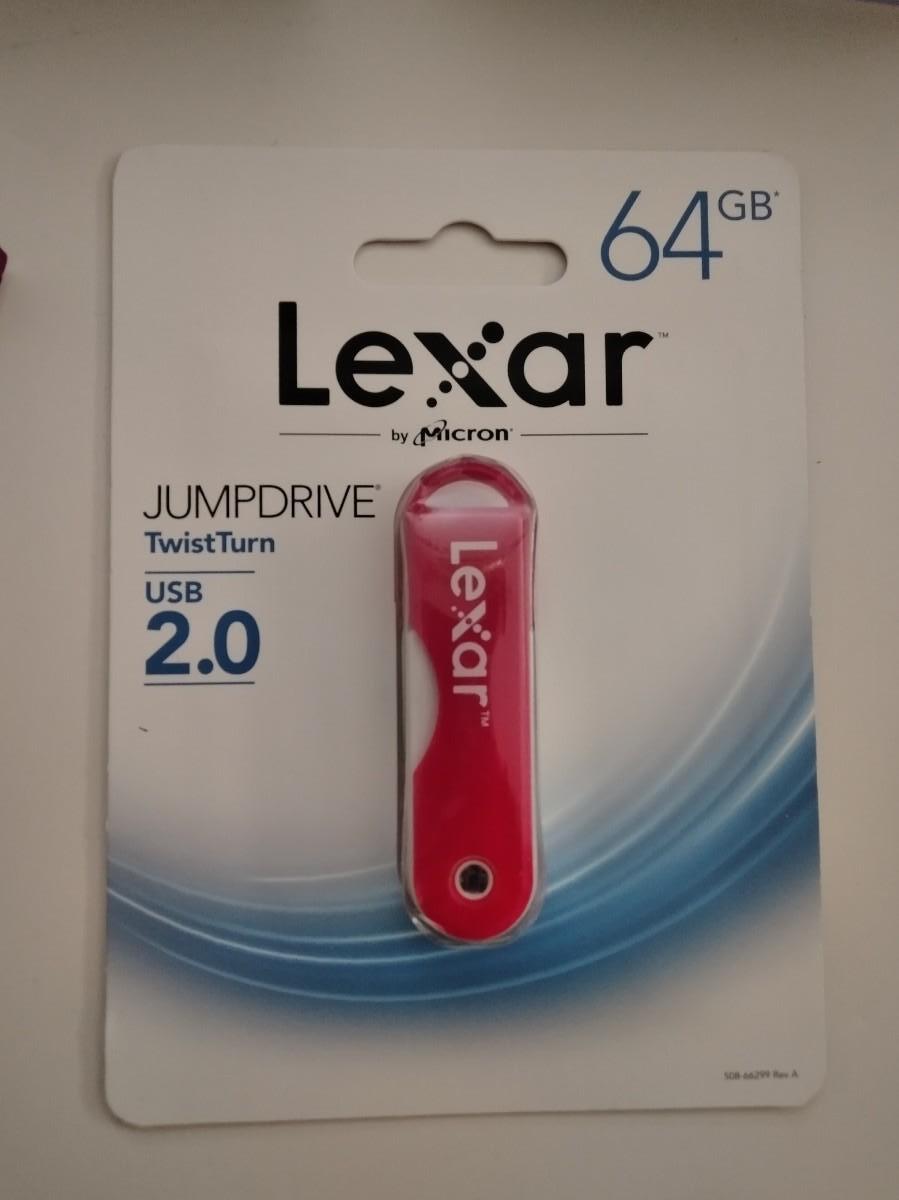 64GB*
Lexar™
by Micron®
JUMPDRIVE®
TwistTurn
USB
2.0
Lexar™
508-66299 Rev A